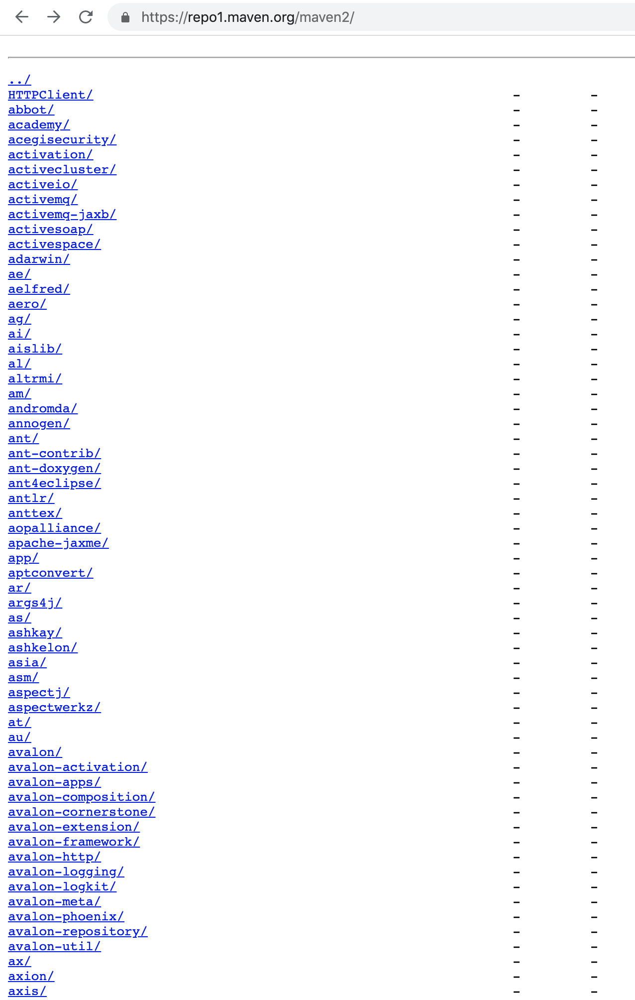 https://repo1.maven.org/maven2/
../
HTTPClient/ - -
abbot/ - -
academy/ - -
acegisecurity/ - -
activation/ - -
activecluster/ - -
activeio/ - -
activemq/ - -
activemq-jaxb/ - -
activesoap/ - -
activespace/ - -
adarwin/ - -
ae/ - -
aelfred/ - -
aero/ - -
ag/ - -
ai/ - -
aislib/ - -
al/ - -
altrmi/ - -
am/ - -
andromda/ - -
annogen/ - -
ant/ - -
ant-contrib/ - -
ant-doxygen/ - -
ant4eclipse/ - -
antlr/ - -
anttex/ - -
aopalliance/ - -
apache-jaxme/ - -
app/ - -
aptconvert/ - -
ar/ - -
args4j/ - -
as/ - -
ashkay/ - -
ashkelon/ - -
asia/ - -
asm/ - -
aspectj/ - -
aspectwerkz/ - -
at/ - -
au/ - -
avalon/ - -
avalon-activation/ - -
avalon-apps/ - -
avalon-composition/ - -
avalon-cornerstone/ - -
avalon-extension/ - -
avalon-framework/ - -
avalon-http/ - -
avalon-logging/ - -
avalon-logkit/ - -
avalon-meta/ - -
avalon-phoenix/ - -
avalon-repository/ - -
avalon-util/ - -
ax/ - -
axion/ - -
axis/ - -